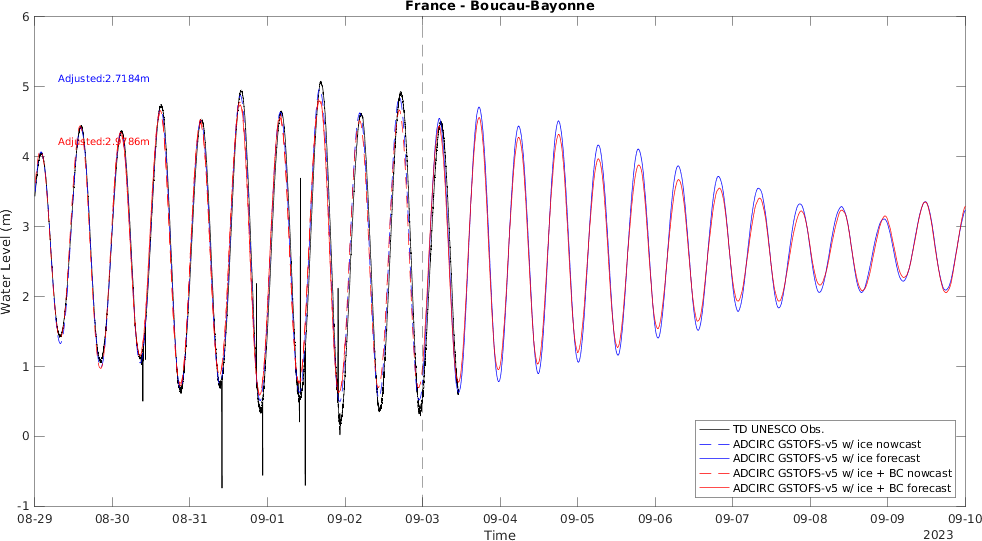 France - Boucau-Bayonne
6
5
4
3
2
1
0
-1
Water Level (m)
Adjusted:2.7184m
Adjusted:2.9786m
TD UNESCO Obs.
ADCIRC GSTOFS-v5 w/ ice nowcast
ADCIRC GSTOFS-v5 w/ ice forecast
ADCIRC GSTOFS-v5 w/ ice + BC nowcast
ADCIRC GSTOFS-v5 w/ ice + BC forecast
08-29 08-30 08-31 09-01 09-02 09-03 09-04 09-05 09-06 09-07 09-08 09-09 09-10
Time
2023